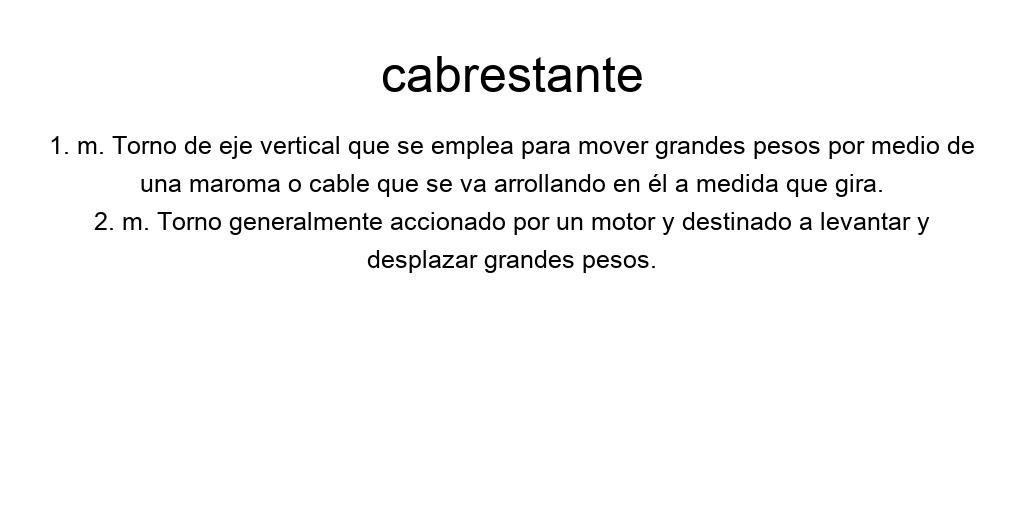 cabrestante
1. m. Torno de eje vertical que se emplea para mover grandes pesos por medio de
una maroma o cable que se va arrollando en él a medida que gira.
2. m. Torno generalmente accionado por un motor y destinado a levantar y
desplazar grandes pesos.